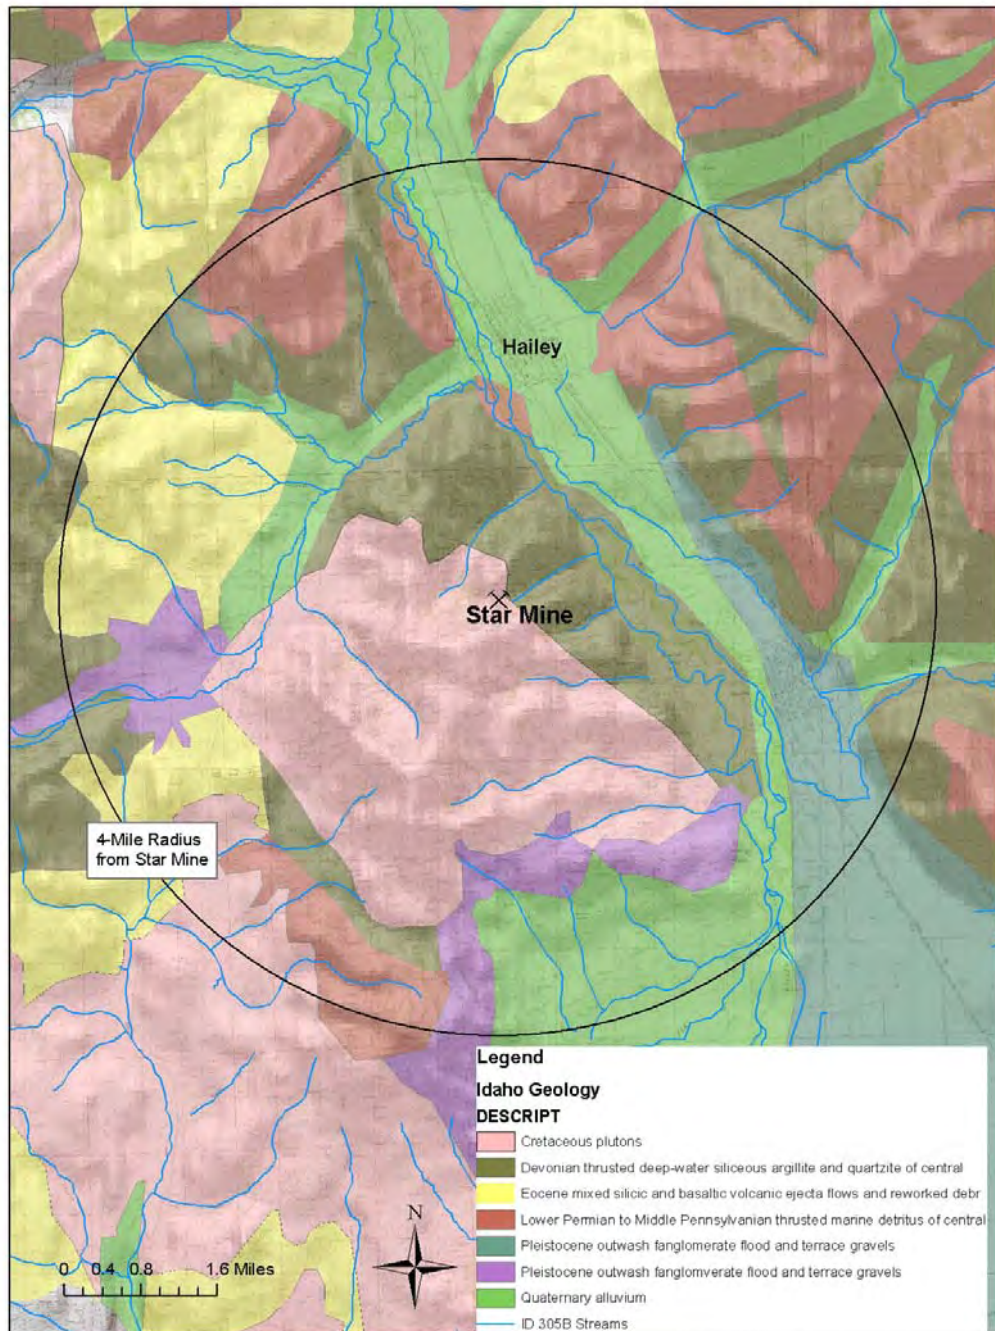 Hailey
Star Mine
4-Mile Radius
from Star Mine
Legend
Idaho Geology
DESCRIPT
Cretaceous plutons
Devonian thrusted deep-water siliceous argillite and quartzite of central
Eocene mixed silicic and basaltic volcanic ejecta flows and reworked debr
Lower Permian to Middle Pennsylvanian thrusted marine detritus of central
Pleistocene outwash fanglomerate flood and terrace gravels
Pleistocene outwash fanglomverate flood and terrace gravels
Quaternary alluvium
ID 305B Streams
N
0 0.4 0.8 1.6 Miles